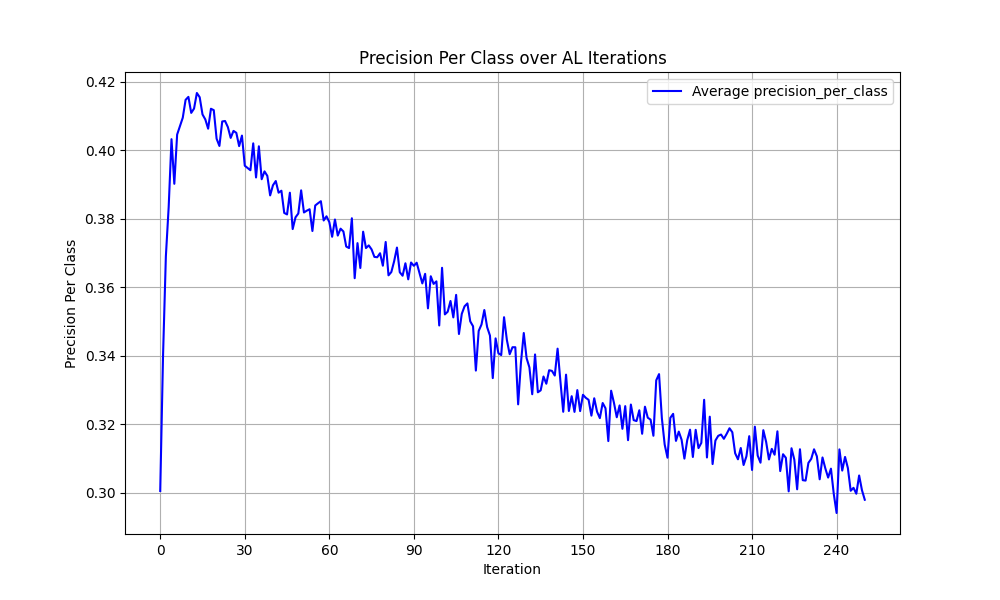 Precision Per Class over AL Iterations
Average precision_per_class
Precision Per Class
0.42
0.40
0.38
0.36
0.34
0.32
0.30
0 30 60 90 120 150 180 210 240
Iteration